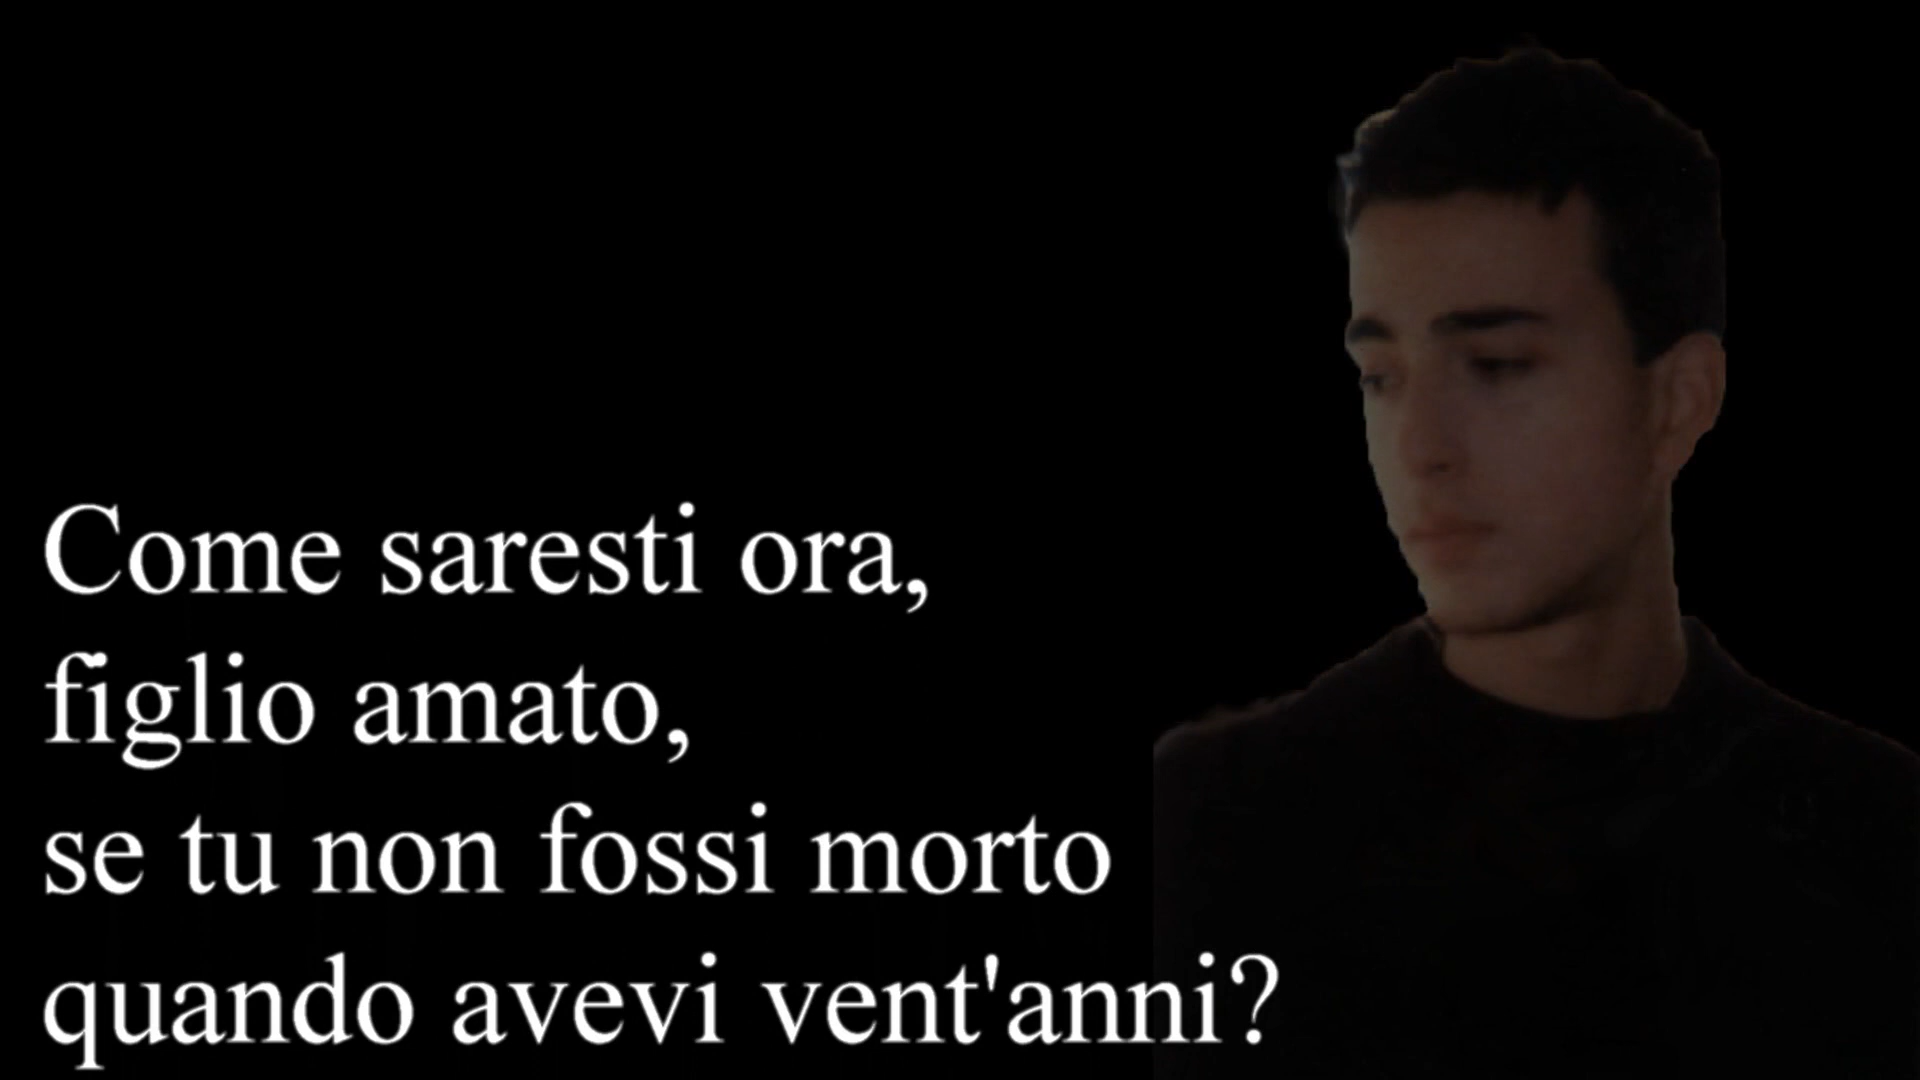 Come saresti ora,
figlio amato,
se tu non fossi morto
quando avevi vent'anni?